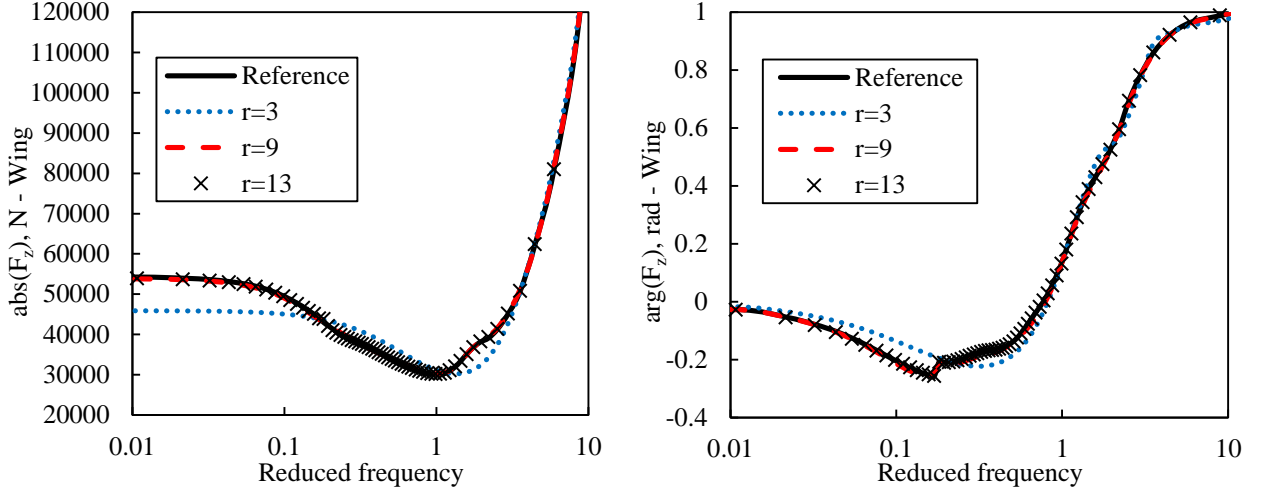 120000
110000
100000
90000
80000
70000
60000
50000
40000
30000
20000
abs(F_z), N - Wing
Reference
r=3
r=9
r=13
0.01
0.1
1
10
Reduced frequency
1
0.8
0.6
0.4
0.2
0
-0.2
-0.4
arg(F_z), rad - Wing
Reference
r=3
r=9
r=13
0.01
0.1
1
10
Reduced frequency